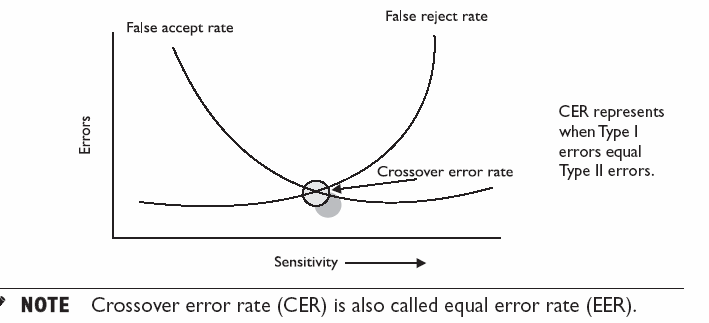 False accept rate
False reject rate
Errors
CER represents
when Type I
errors equal
Type II errors.
Crossover error rate
Sensitivity
NOTE Crossover error rate (CER) is also called equal error rate (EER).